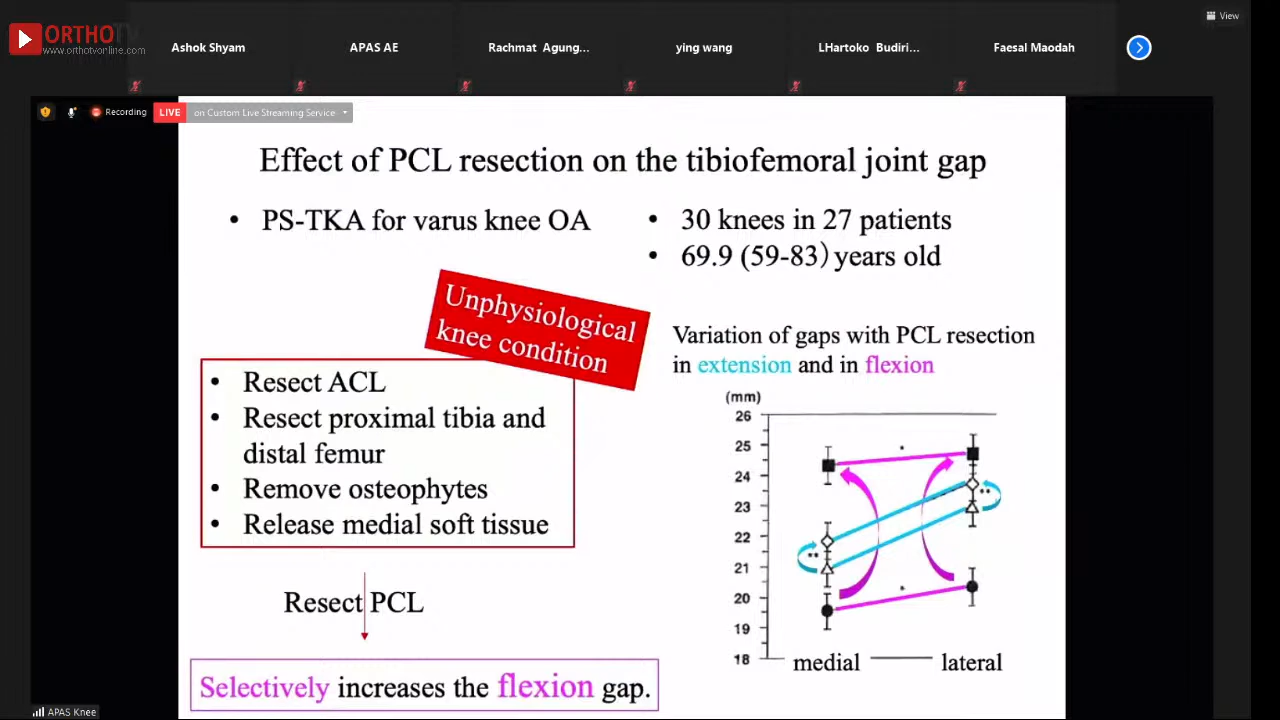 ORTHOTV
www.orthotvonline.com
Ashok Shyam
APAS AE
Rachmat Agung...
ying wang
LHartoko Budiri...
Faesal Maodah
View
Recording
LIVE
on Custom Live Streaming Service
Effect of PCL resection on the tibiofemoral joint gap
• PS-TKA for varus knee OA
• 30 knees in 27 patients
• 69.9 (59-83) years old
Unphysiological
knee condition
• Resect ACL
• Resect proximal tibia and
distal femur
• Remove osteophytes
• Release medial soft tissue
Resect PCL
Selectively increases the flexion gap.
Variation of gaps with PCL resection
in extension and in flexion
(mm)
26
25
24
23
22
21
20
19
18
*
**
**
*
medial
lateral
APAS Knee